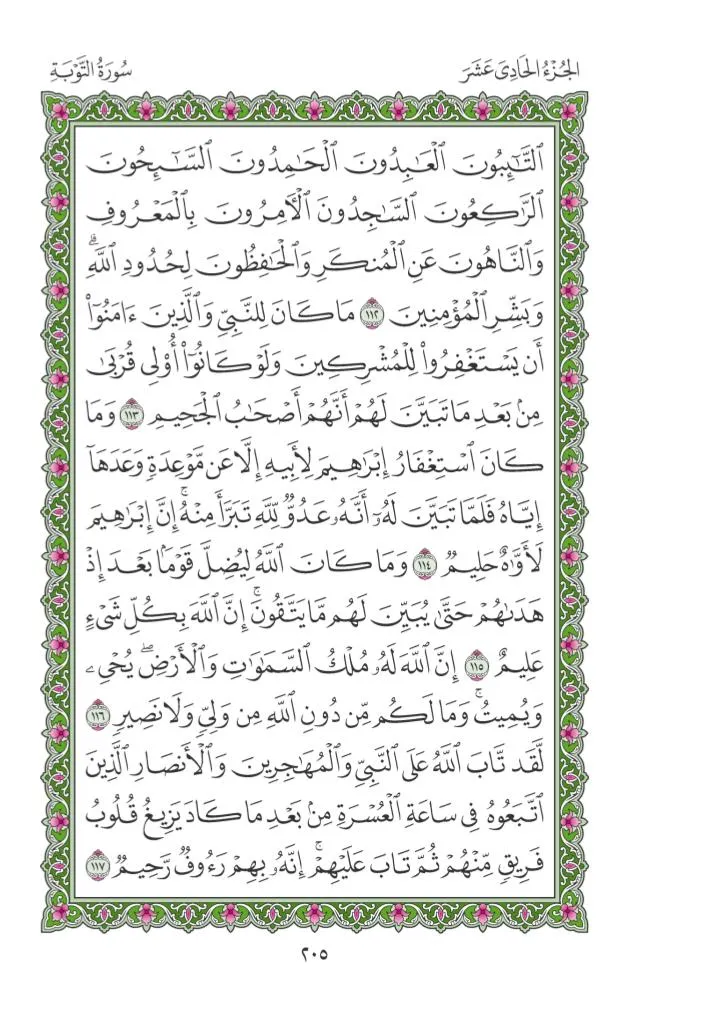 الجُزْءُ الحَادِي عَشَرَ
سُورَةُ التَّوْبَةِ
ٱلتَّـٰٓئِبُونَ ٱلْعَـٰبِدُونَ ٱلْحَـٰمِدُونَ ٱلسَّـٰٓئِحُونَ
ٱلرَّٰكِعُونَ ٱلسَّـٰجِدُونَ ٱلْـَٔامِرُونَ بِٱلْمَعْرُوفِ
وَٱلنَّاهُونَ عَنِ ٱلْمُنكَرِ وَٱلْحَـٰفِظُونَ لِحُدُودِ ٱللَّهِۗ
وَبَشِّرِ ٱلْمُؤْمِنِينَ ١١٢ مَا كَانَ لِلنَّبِىِّ وَٱلَّذِينَ ءَامَنُوٓا۟
أَن يَسْتَغْفِرُوا۟ لِلْمُشْرِكِينَ وَلَوْ كَانُوٓا۟ أُو۟لِى قُرْبَىٰ
مِنۢ بَعْدِ مَا تَبَيَّنَ لَهُمْ أَنَّهُمْ أَصْحَـٰبُ ٱلْجَحِيمِ ١١٣ وَمَا
كَانَ ٱسْتِغْفَارُ إِبْرَٰهِيمَ لِأَبِيهِ إِلَّا عَن مَّوْعِدَةٍ وَعَدَهَآ
إِيَّاهُ فَلَمَّا تَبَيَّنَ لَهُۥٓ أَنَّهُۥ عَدُوٌّ لِّلَّهِ تَبَرَّأَ مِنْهُۚ إِنَّ إِبْرَٰهِيمَ
لَأَوَّٰهٌ حَلِيمٌ ١١٤ وَمَا كَانَ ٱللَّهُ لِيُضِلَّ قَوْمًۢا بَعْدَ إِذْ
هَدَىٰهُمْ حَتَّىٰ يُبَيِّنَ لَهُم مَّا يَتَّقُونَۚ إِنَّ ٱللَّهَ بِكُلِّ شَىْءٍ
عَلِيمٌ ١١٥ إِنَّ ٱللَّهَ لَهُۥ مُلْكُ ٱلسَّمَـٰوَٰتِ وَٱلْأَرْضِۖ يُحْىِۦ
وَيُمِيتُۚ وَمَا لَكُم مِّن دُونِ ٱللَّهِ مِن وَلِىٍّ وَلَا نَصِيرٍ ١١٦
لَّقَد تَّابَ ٱللَّهُ عَلَى ٱلنَّبِىِّ وَٱلْمُهَـٰجِرِينَ وَٱلْأَنصَارِ ٱلَّذِينَ
ٱتَّبَعُوهُ فِى سَاعَةِ ٱلْعُسْرَةِ مِنۢ بَعْدِ مَا كَادَ يَزِيغُ قُلُوبُ
فَرِيقٍ مِّنْهُمْ ثُمَّ تَابَ عَلَيْهِمْۚ إِنَّهُۥ بِهِمْ رَءُوفٌ رَّحِيمٌ ١١٧
٢٠٥